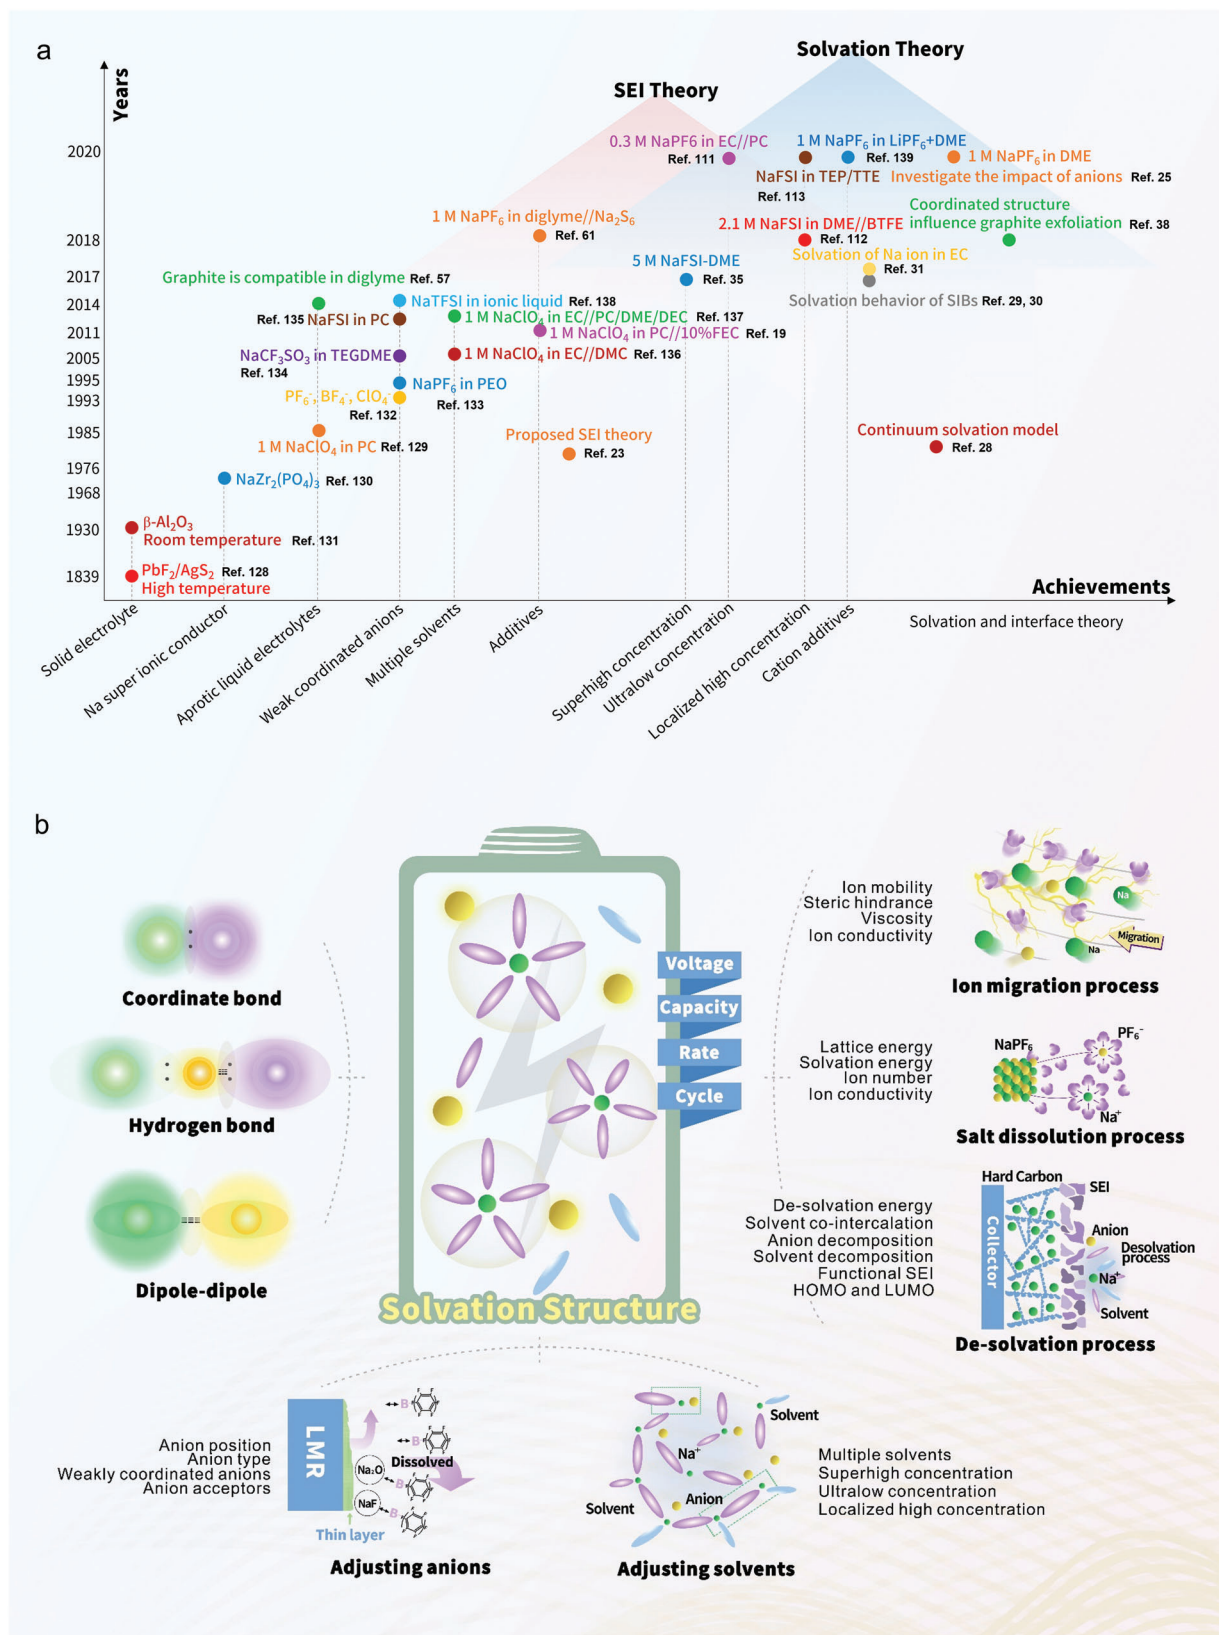 a
Years
Solvation Theory
SEI Theory
2020
2018
2017
2014
2011
2005
1995
1993
1985
1976
1968
1930
1839
0.3 M NaPF6 in EC//PC
Ref. 111
1 M NaPF₆ in LiPF₆+DME
Ref. 139
1 M NaPF₆ in DME
NaFSI in TEP/TTE
Ref. 113
Investigate the impact of anions Ref. 25
Coordinated structure
influence graphite exfoliation Ref. 38
1 M NaPF₆ in diglyme//Na₂S₆
Ref. 61
2.1 M NaFSI in DME//BTFE
Ref. 112
Solvation of Na ion in EC
Ref. 31
5 M NaFSI-DME
Ref. 35
Solvation behavior of SIBs Ref. 29, 30
Graphite is compatible in diglyme Ref. 57
NaTFSI in ionic liquid Ref. 138
Ref. 135 NaFSI in PC
1 M NaClO₄ in EC//PC/DME/DEC Ref. 137
1 M NaClO₄ in PC//10%FEC Ref. 19
NaCF₃SO₃ in TEGDME
Ref. 134
1 M NaClO₄ in EC//DMC Ref. 136
NaPF₆ in PEO
Ref. 133
PF₆⁻, BF₄⁻, ClO₄⁻
Ref. 132
1 M NaClO₄ in PC Ref. 129
Proposed SEI theory
Ref. 23
Continuum solvation model
Ref. 28
NaZr₂(PO₄)₃ Ref. 130
β-Al₂O₃
Room temperature Ref. 131
PbF₂/AgS₂ Ref. 128
High temperature
Achievements
Solid electrolyte
Na super ionic conductor
Aprotic liquid electrolytes
Weak coordinated anions
Multiple solvents
Additives
Superhigh concentration
Ultralow concentration
Localized high concentration
Cation additives
Solvation and interface theory
b
Coordinate bond
Hydrogen bond
Dipole-dipole
Voltage
Capacity
Rate
Cycle
Solvation Structure
Ion mobility
Steric hindrance
Viscosity
Ion conductivity
Na
Migration
Na
Ion migration process
Lattice energy
Solvation energy
Ion number
Ion conductivity
NaPF₆
PF₆⁻
Na⁺
Salt dissolution process
De-solvation energy
Solvent co-intercalation
Anion decomposition
Solvent decomposition
Functional SEI
HOMO and LUMO
Hard Carbon
SEI
Collector
Anion
Desolvation
process
Na⁺
Solvent
De-solvation process
Anion position
Anion type
Weakly coordinated anions
Anion acceptors
LMR
Na₂O
NaF
Dissolved
B
B
B
B
F
Thin layer
Adjusting anions
Solvent
Na⁺
Solvent
Anion
Adjusting solvents
Multiple solvents
Superhigh concentration
Ultralow concentration
Localized high concentration